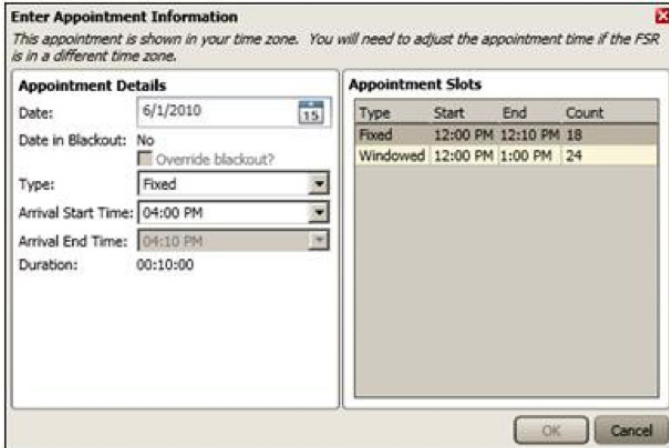 Enter Appointment Information
This appointment is shown in your time zone. You will need to adjust the appointment time if the FSR
is in a different time zone.
Appointment Details
Date: 6/1/2010 15
Date in Blackout: No
Override blackout?
Type: Fixed
Arrival Start Time: 04:00 PM
Arrival End Time: 04:10 PM
Duration: 00:10:00
Appointment Slots
Type Start End Count
Fixed 12:00 PM 12:10 PM 18
Windowed 12:00 PM 1:00 PM 24
OK Cancel